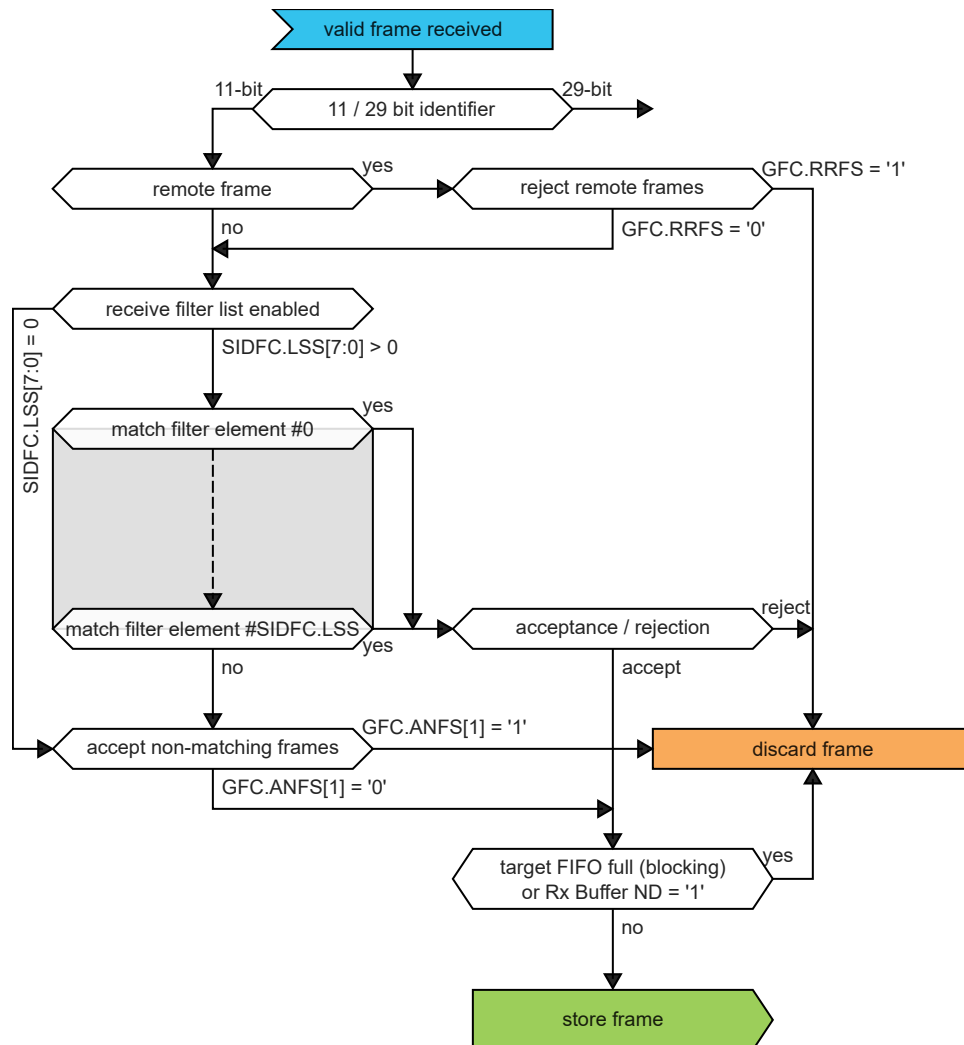 valid frame received
11-bit
29-bit
11 / 29 bit identifier
yes
GFC.RRFS = '1'
remote frame
reject remote frames
no
GFC.RRFS = '0'
receive filter list enabled
SIDFC.LSS[7:0] = 0
SIDFC.LSS[7:0] > 0
yes
match filter element #0
reject
match filter element #SIDFC.LSS
acceptance / rejection
yes
no
accept
GFC.ANFS[1] = '1'
accept non-matching frames
discard frame
GFC.ANFS[1] = '0'
yes
target FIFO full (blocking)
or Rx Buffer ND = '1'
no
store frame